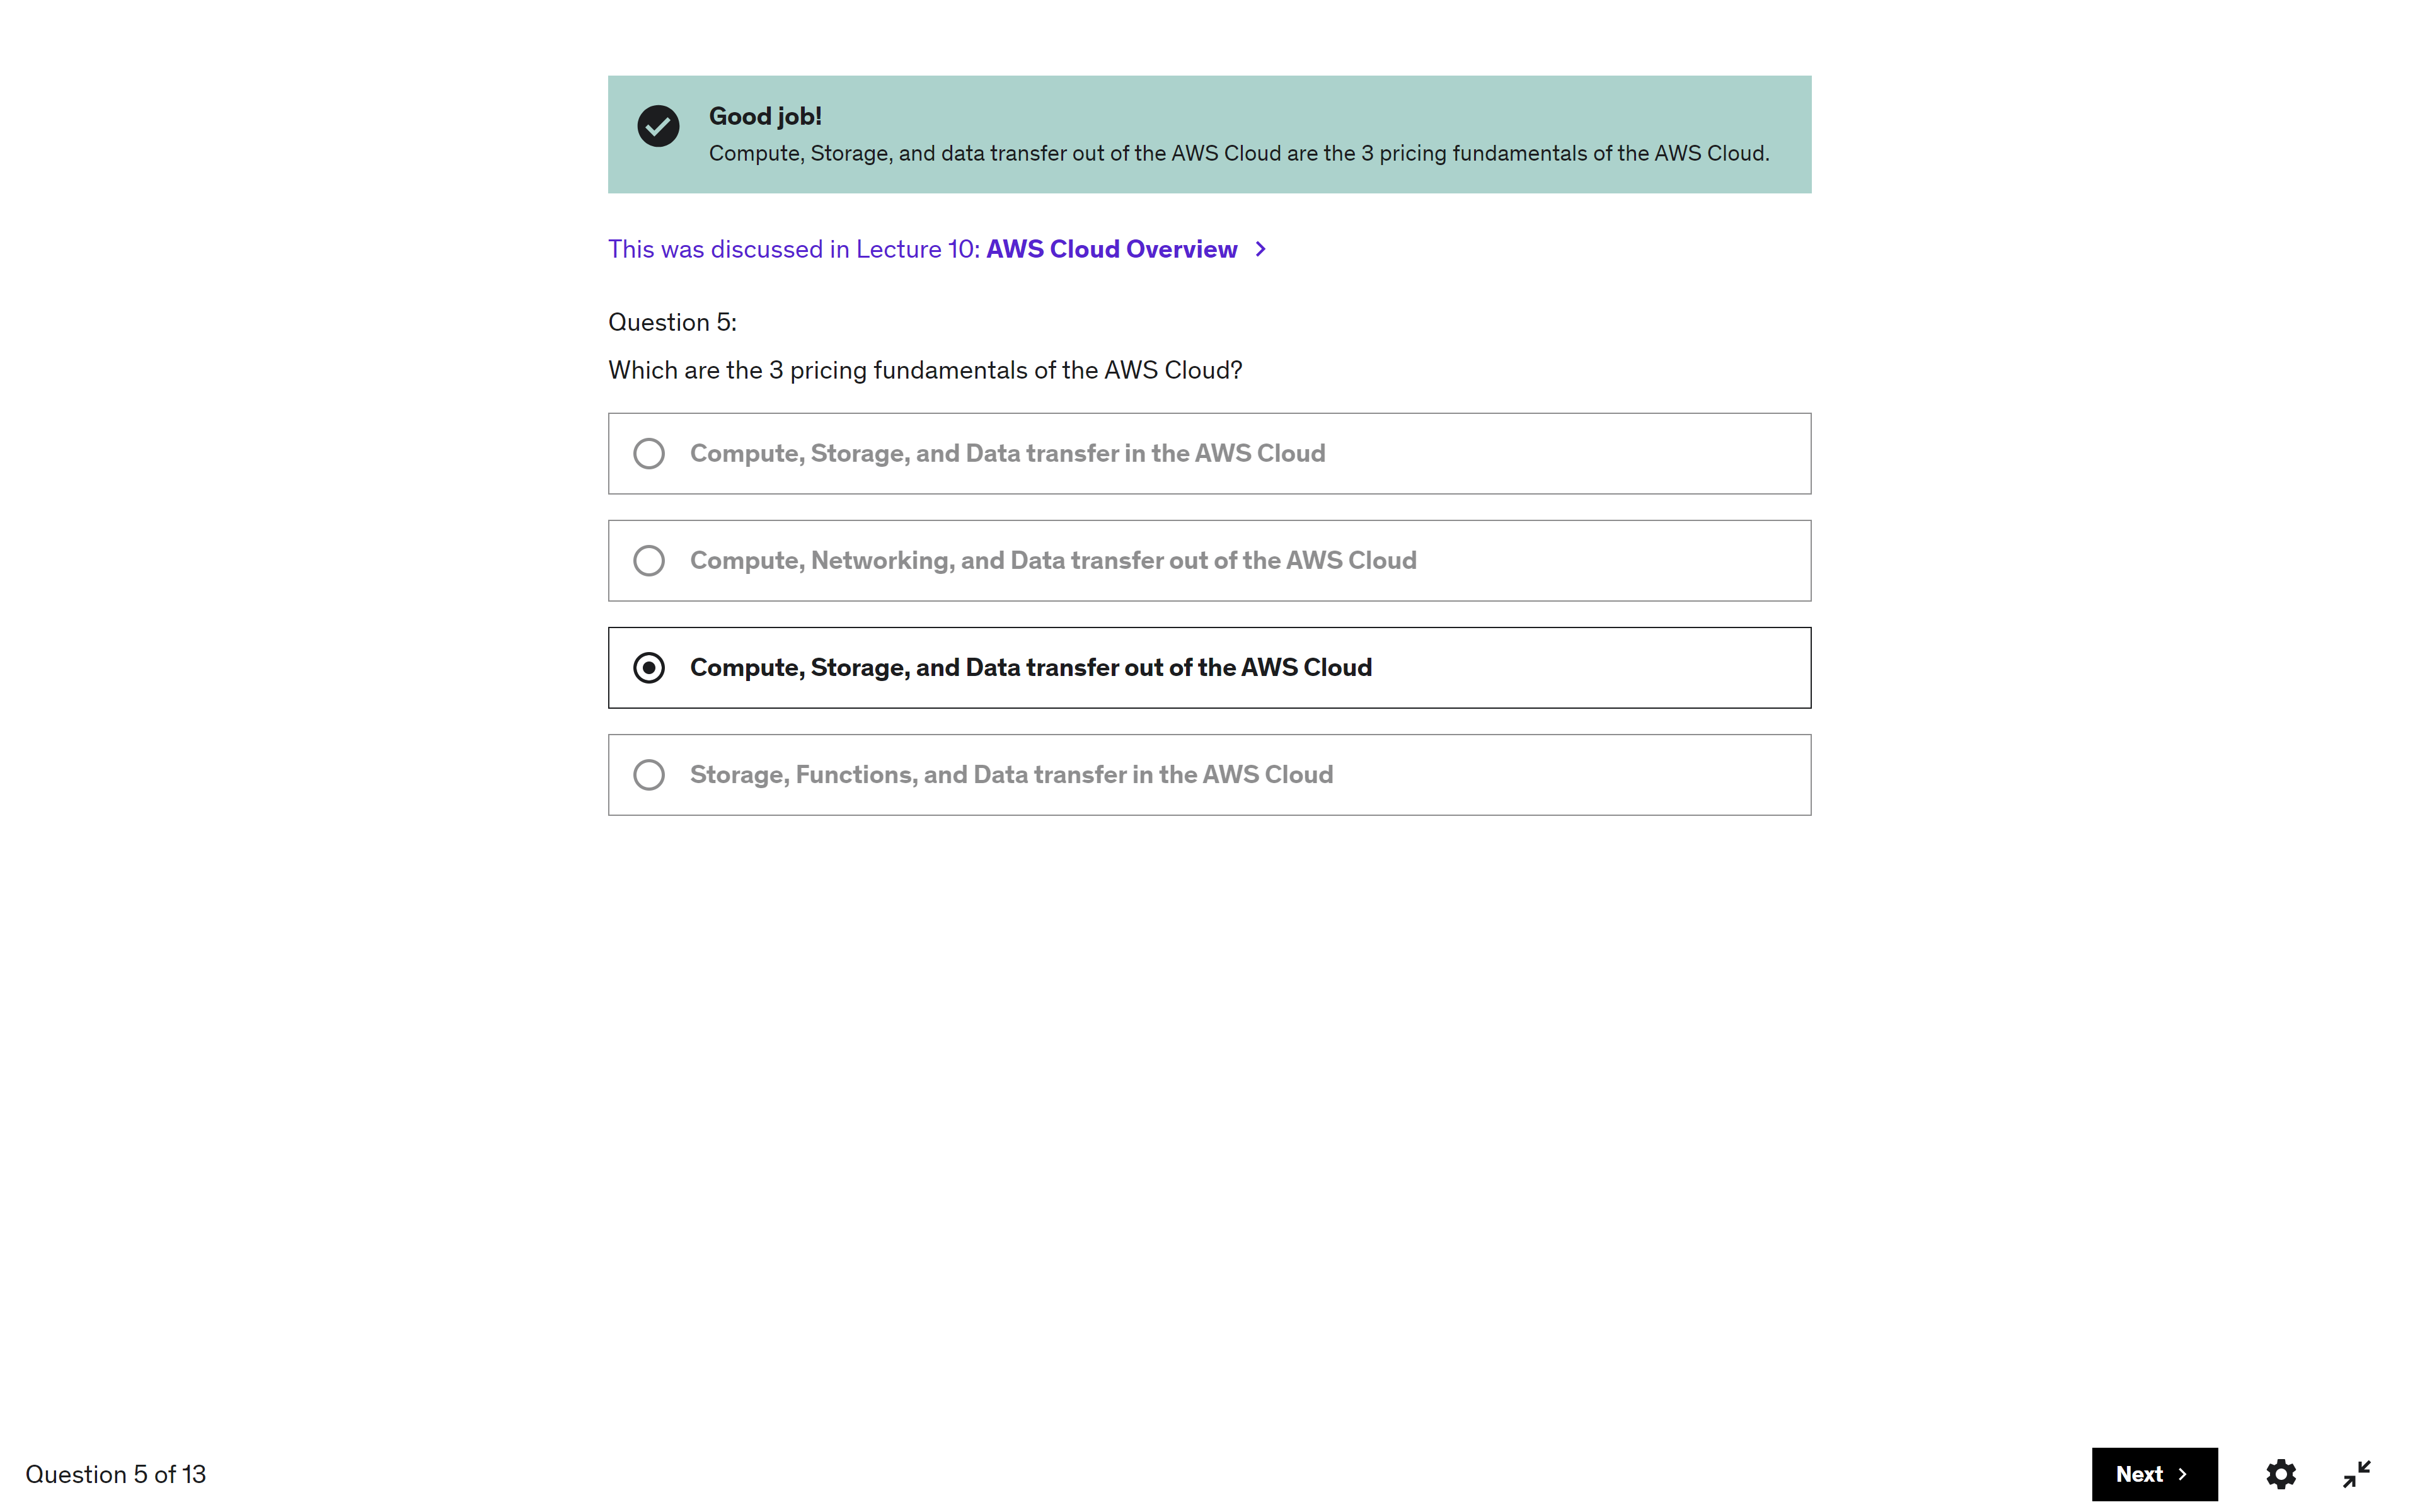 Good job!
Compute, Storage, and data transfer out of the AWS Cloud are the 3 pricing fundamentals of the AWS Cloud.
This was discussed in Lecture 10: AWS Cloud Overview
Question 5:
Which are the 3 pricing fundamentals of the AWS Cloud?
Compute, Storage, and Data transfer in the AWS Cloud
Compute, Networking, and Data transfer out of the AWS Cloud
Compute, Storage, and Data transfer out of the AWS Cloud
Storage, Functions, and Data transfer in the AWS Cloud
Question 5 of 13
Next